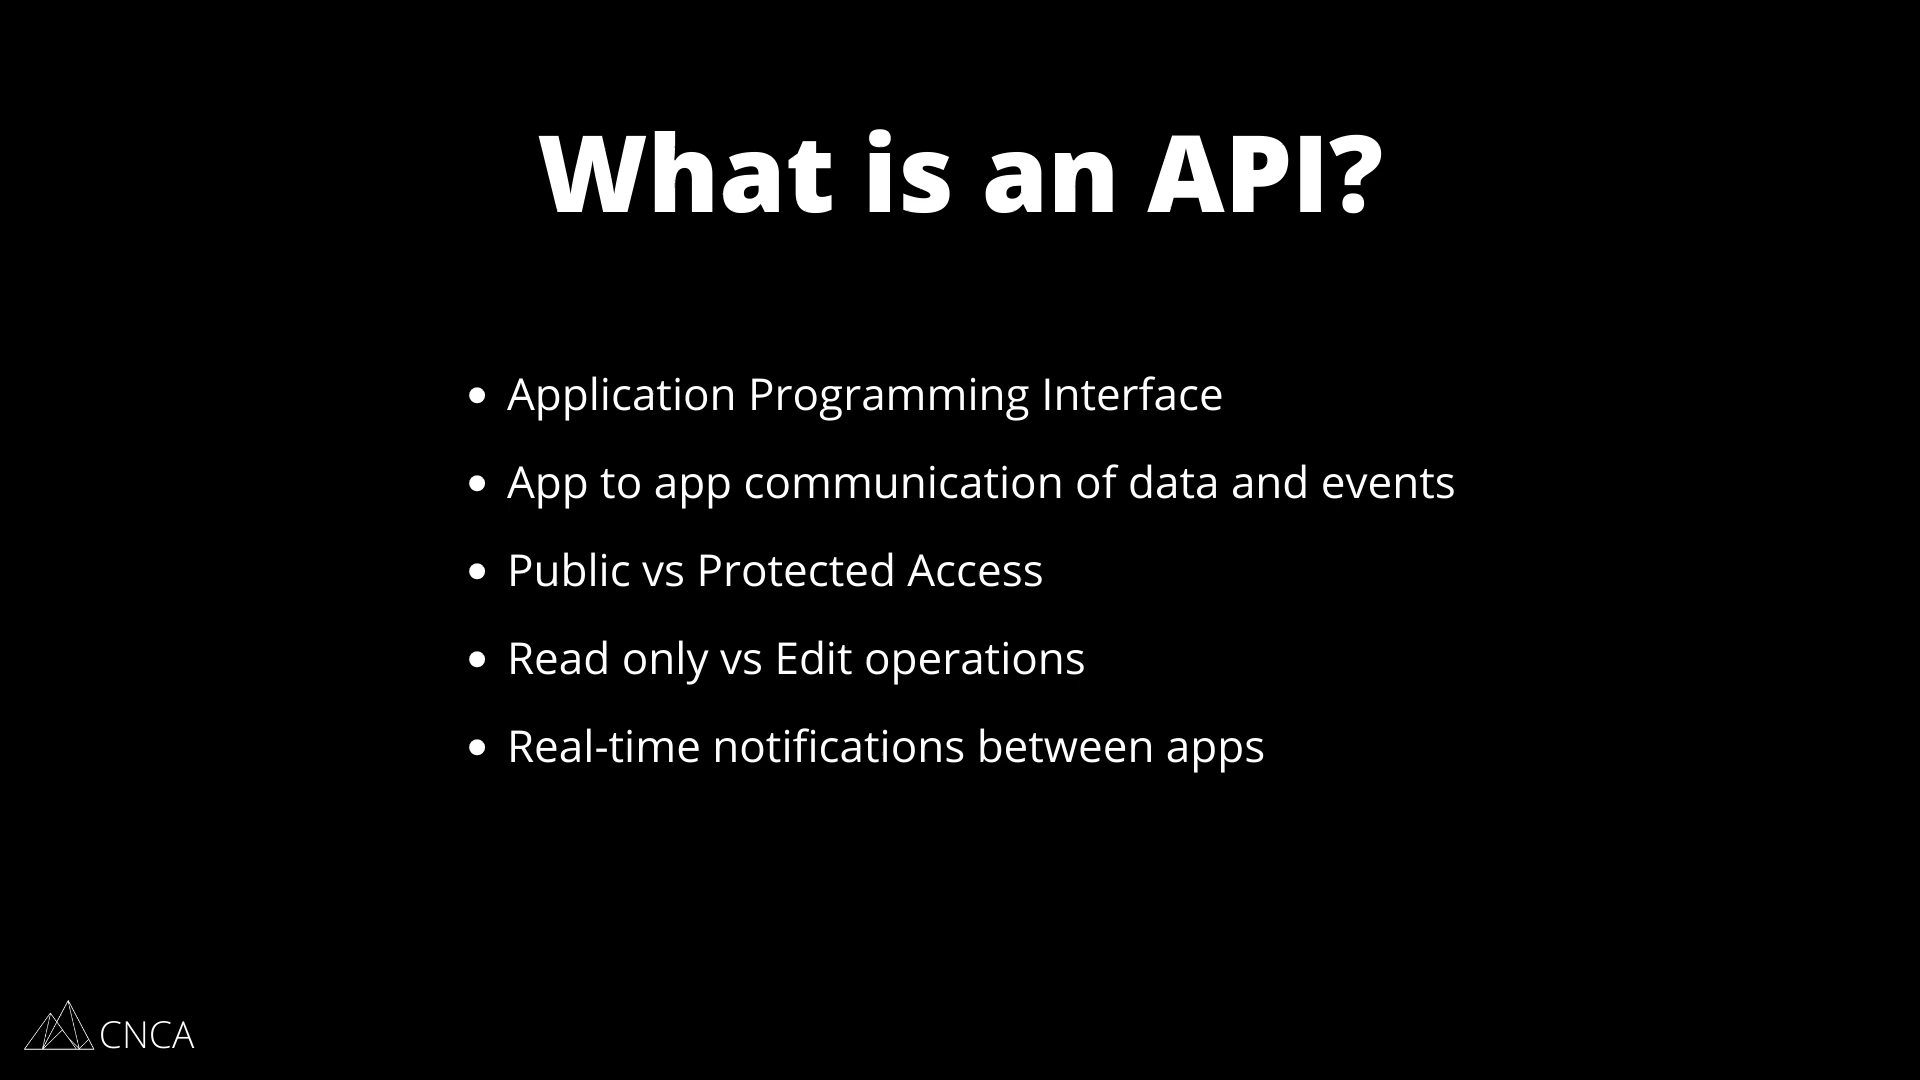 What is an API?
• Application Programming Interface
• App to app communication of data and events
• Public vs Protected Access
• Read only vs Edit operations
• Real-time notifications between apps
CNCA